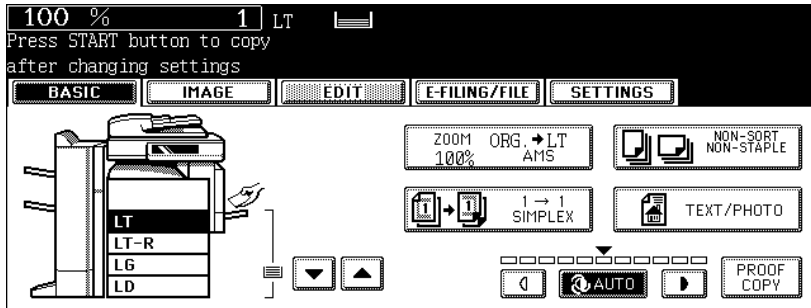 100 % 1 LT
Press START button to copy
after changing settings
BASIC IMAGE EDIT E-FILING/FILE SETTINGS
ZOOM ORG.➔LT
100% AMS
NON-SORT
NON-STAPLE
1 ➔ 1
1 → 1
SIMPLEX
TEXT/PHOTO
LT
LT-R
LG
LD
AUTO
PROOF
COPY